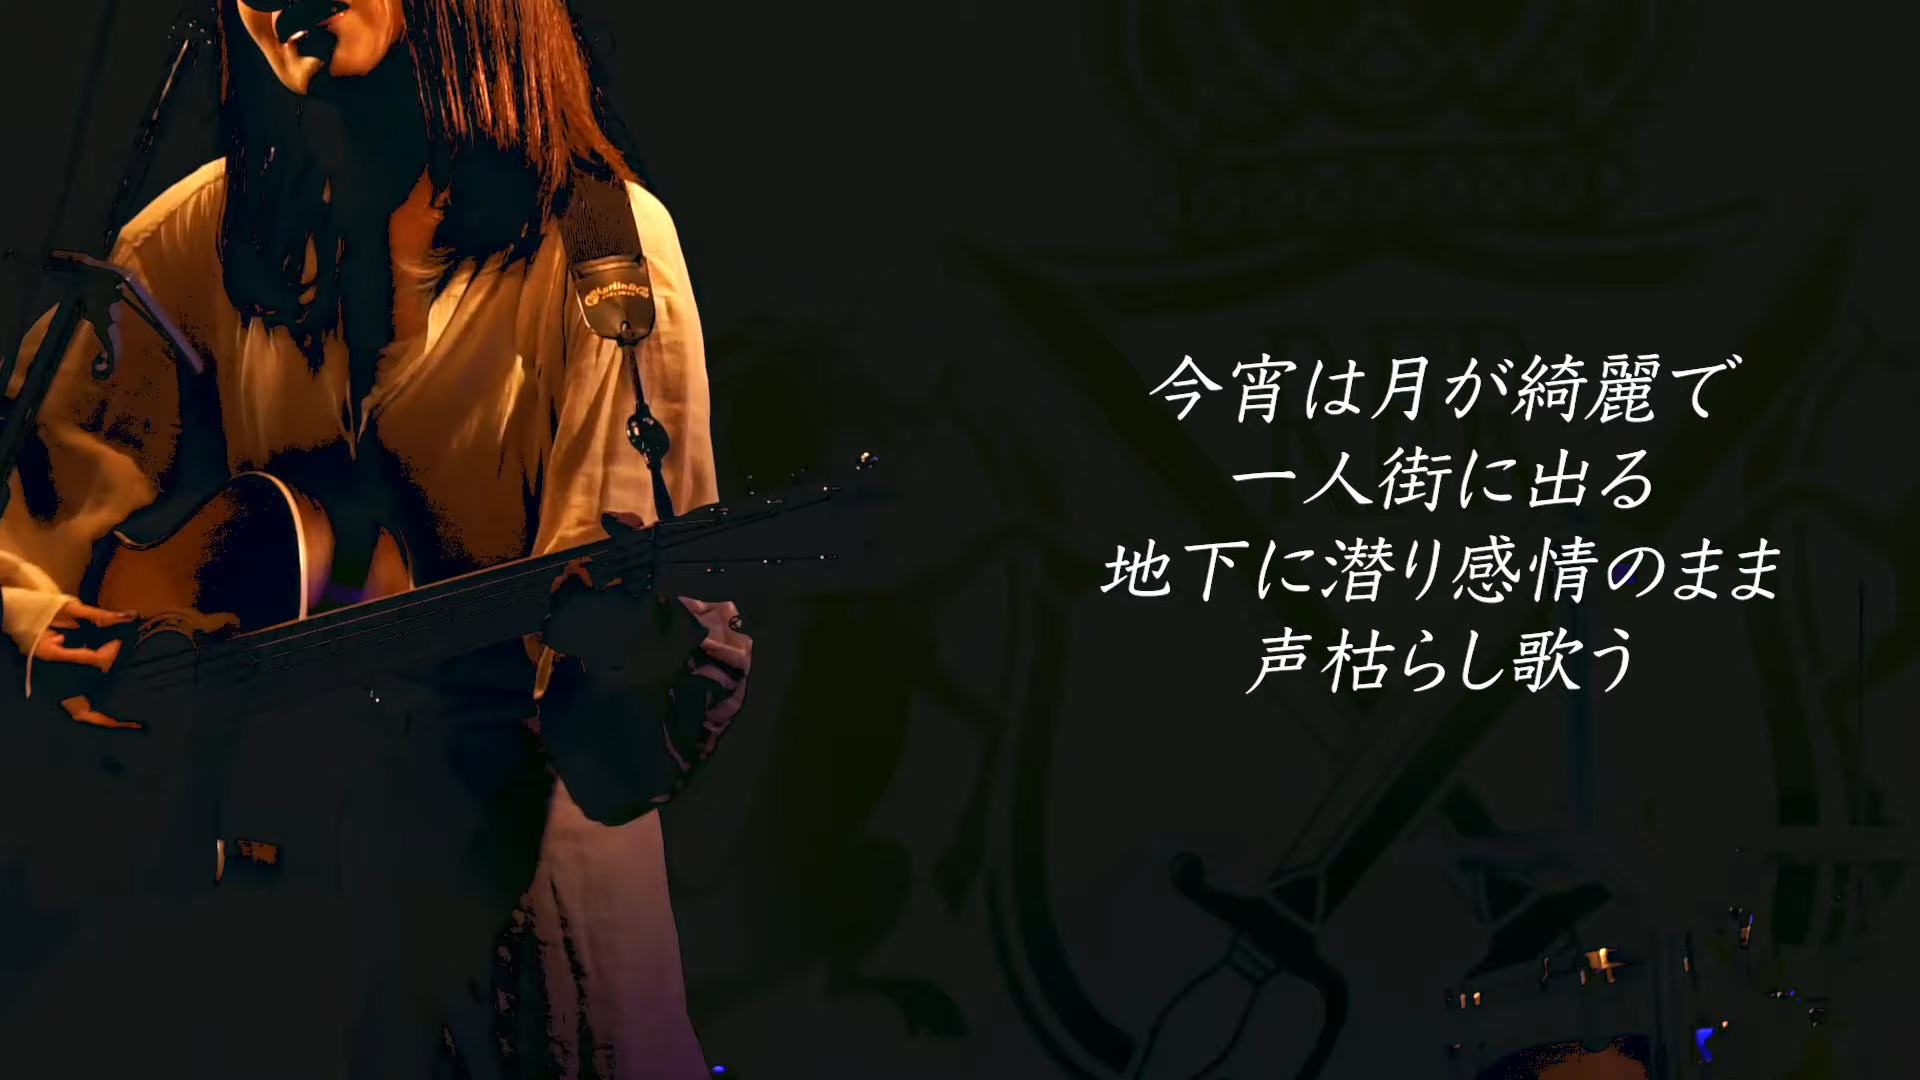 今宵は月が綺麗で
一人街に出る
地下に潜り感情のまま
声枯らし歌う